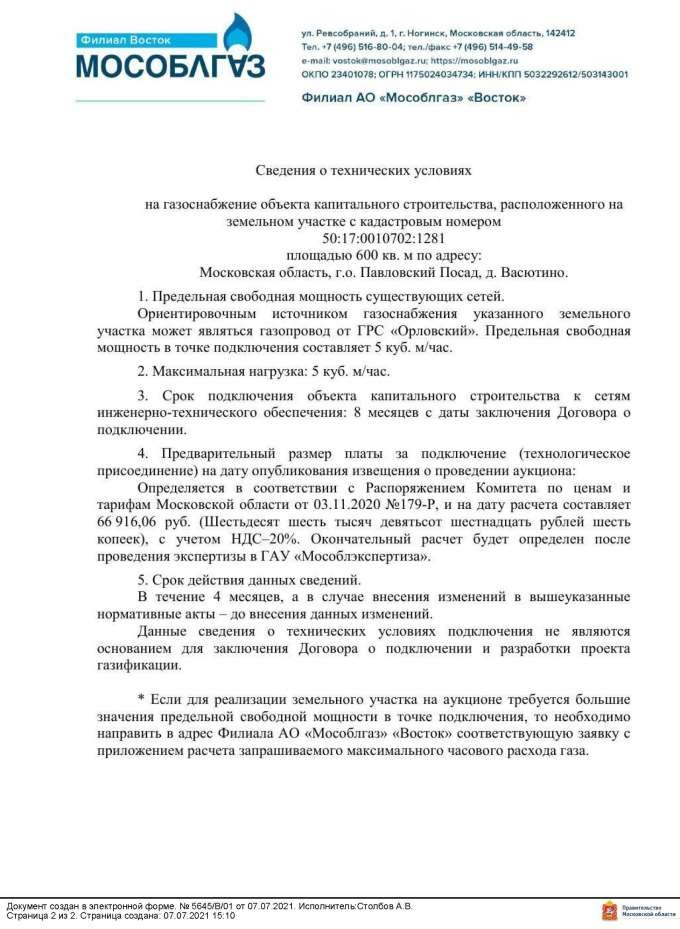 Филиал Восток
МОСОБЛГАЗ
ул. Ревсобраний, д. 1, г. Ногинск, Московская область, 142412
Тел. +7 (496) 516-80-04; тел./факс +7 (496) 514-49-58
e-mail: vostok@mosoblgaz.ru; https://mosoblgaz.ru
ОКПО 23401078; ОГРН 1175024034734; ИНН/КПП 5032292612/503143001
Филиал АО «Мособлгаз» «Восток»
Сведения о технических условиях
на газоснабжение объекта капитального строительства, расположенного на
земельном участке с кадастровым номером
50:17:0010702:1281
площадью 600 кв. м по адресу:
Московская область, г.о. Павловский Посад, д. Васютино.
1. Предельная свободная мощность существующих сетей.
Ориентировочным источником газоснабжения указанного земельного
участка может являться газопровод от ГРС «Орловский». Предельная свободная
мощность в точке подключения составляет 5 куб. м/час.
2. Максимальная нагрузка: 5 куб. м/час.
3. Срок подключения объекта капитального строительства к сетям
инженерно-технического обеспечения: 8 месяцев с даты заключения Договора о
подключении.
4. Предварительный размер платы за подключение (технологическое
присоединение) на дату опубликования извещения о проведении аукциона:
Определяется в соответствии с Распоряжением Комитета по ценам и
тарифам Московской области от 03.11.2020 №179-Р, и на дату расчета составляет
66 916,06 руб. (Шестьдесят шесть тысяч девятьсот шестнадцать рублей шесть
копеек), с учетом НДС–20%. Окончательный расчет будет определен после
проведения экспертизы в ГАУ «Мособлэкспертиза».
5. Срок действия данных сведений.
В течение 4 месяцев, а в случае внесения изменений в вышеуказанные
нормативные акты – до внесения данных изменений.
Данные сведения о технических условиях подключения не являются
основанием для заключения Договора о подключении и разработки проекта
газификации.
* Если для реализации земельного участка на аукционе требуется большие
значения предельной свободной мощности в точке подключения, то необходимо
направить в адрес Филиала АО «Мособлгаз» «Восток» соответствующую заявку с
приложением расчета запрашиваемого максимального часового расхода газа.
Документ создан в электронной форме. № 5645/В/01 от 07.07.2021. Исполнитель:Столбов А.В.
Страница 2 из 2. Страница создана: 07.07.2021 15:10
Правительство
Московской области